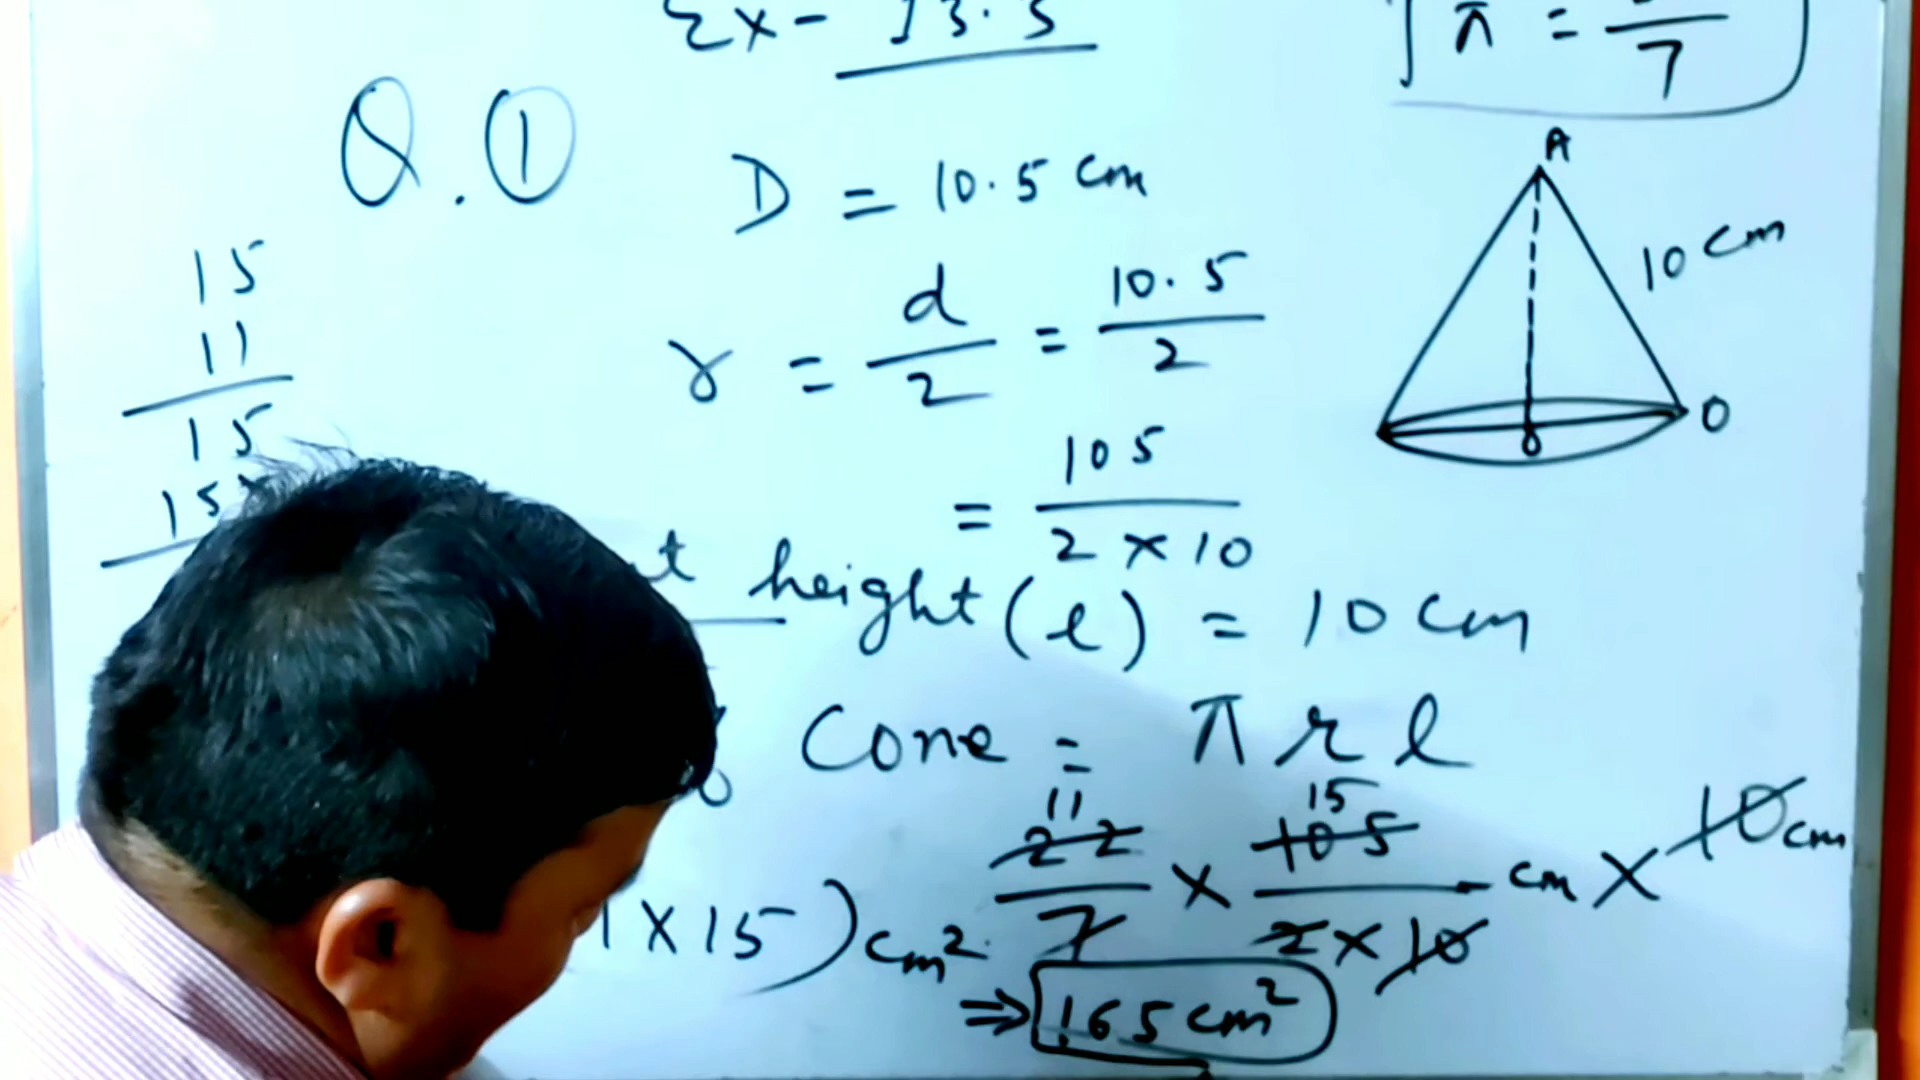 Ex - 13.3
π = /7
Q. ①
D = 10.5 cm
r = d/2 = 10.5/2
= 105/2 × 10
15
11
15
15×
height (l) = 10 cm
Cone = π r l
11 15
22/7 × 105/2×10 cm × 10 cm
1 × 15) cm².
⇒ 165 cm²
A
10 cm
O